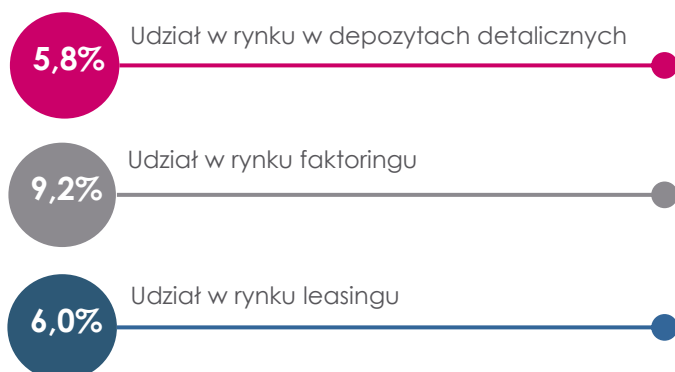 Udział w rynku w depozytach detalicznych
5,8%
Udział w rynku faktoringu
9,2%
Udział w rynku leasingu
6,0%